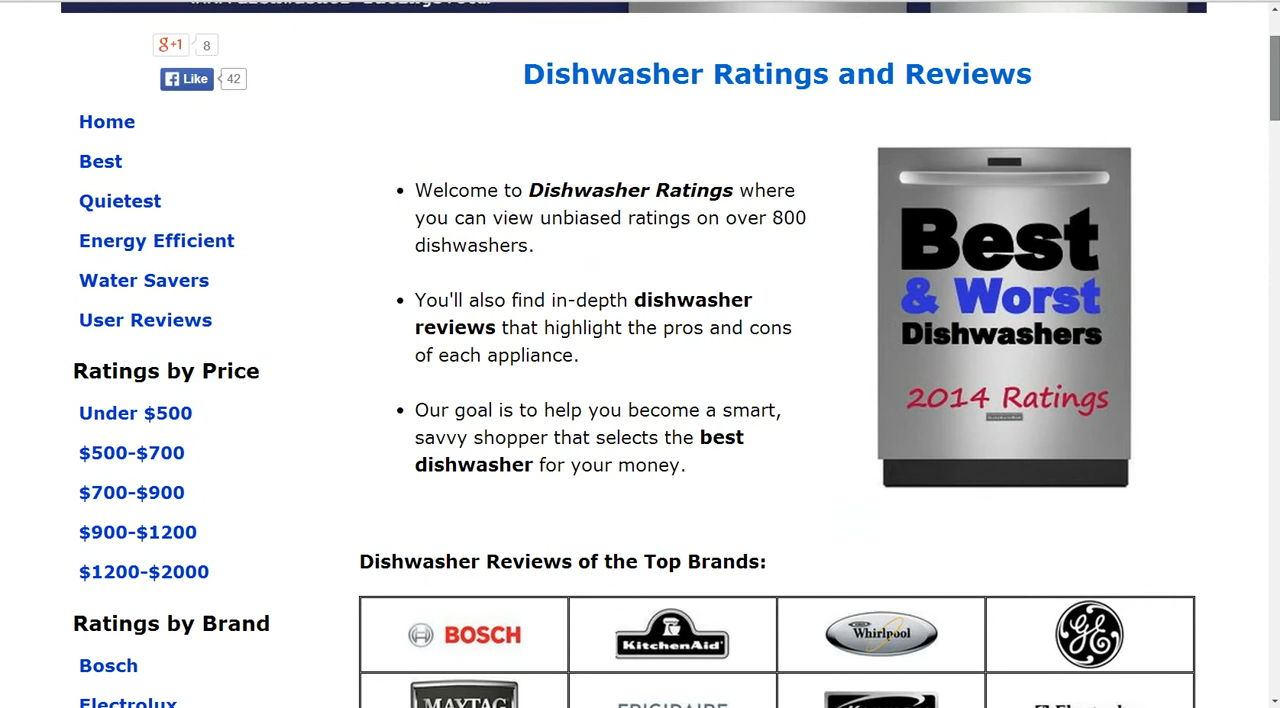 8+1 8
Like 42
Dishwasher Ratings and Reviews
Home
Best
Quietest
Energy Efficient
Water Savers
User Reviews
Ratings by Price
Under $500
$500-$700
$700-$900
$900-$1200
$1200-$2000
Ratings by Brand
Bosch
Electrolux
• Welcome to Dishwasher Ratings where
you can view unbiased ratings on over 800
dishwashers.
• You'll also find in-depth dishwasher
reviews that highlight the pros and cons
of each appliance.
• Our goal is to help you become a smart,
savvy shopper that selects the best
dishwasher for your money.
Best
& Worst
Dishwashers
2014 Ratings
Dishwasher Reviews of the Top Brands:
BOSCH
KitchenAid
Whirlpool
GE
MAYTAG
FRIGIDAIRE